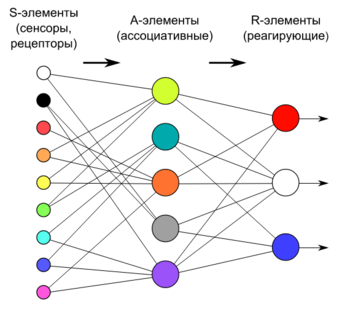 S-элементы
(сенсоры,
рецепторы)
A-элементы
(ассоциативные)
R-элементы
(реагирующие)